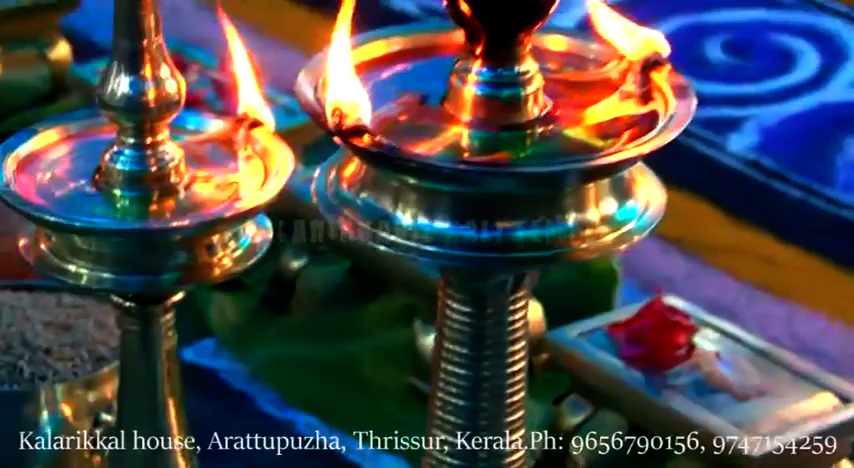 Kalarikkal house, Arattupuzha, Thrissur, Kerala.Ph: 9656790156, 9747154259